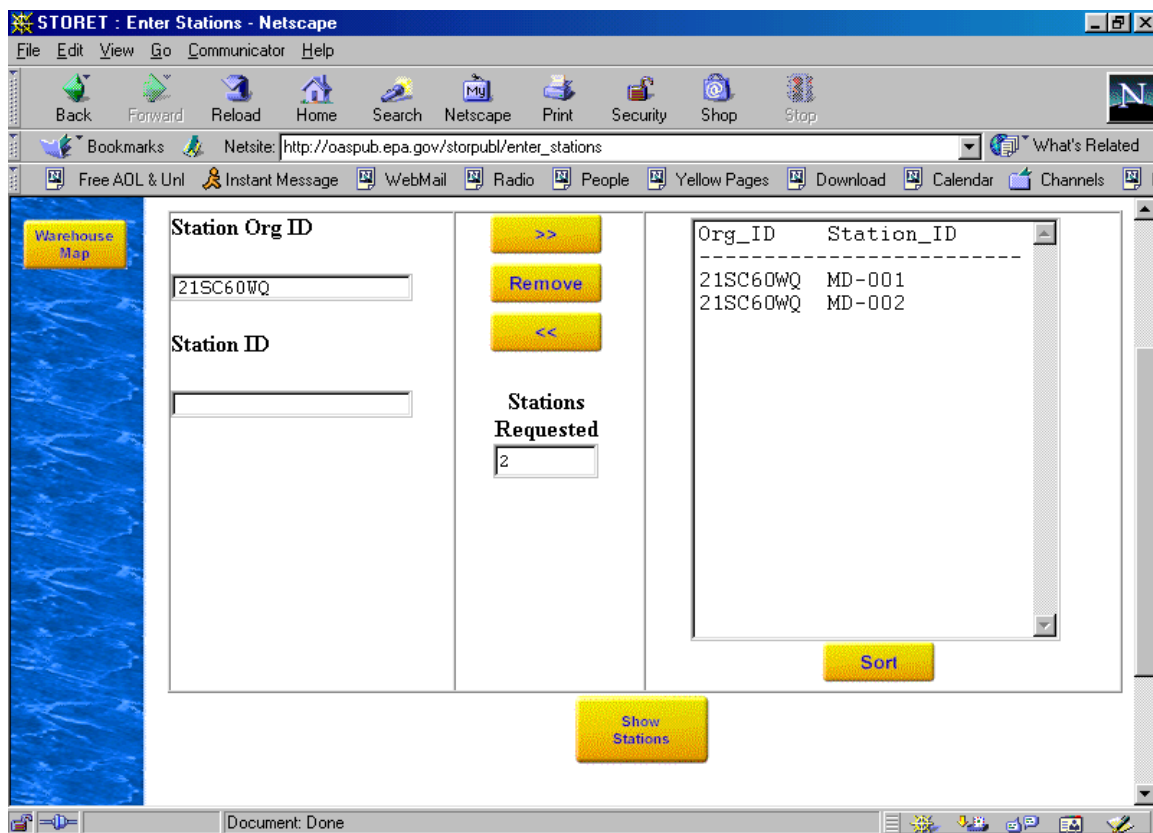 STORET : Enter Stations - Netscape
File Edit View Go Communicator Help
Back Forward Reload Home Search Netscape Print Security Shop Stop
My
N
Bookmarks Netsite: http://oaspub.epa.gov/storpubl/enter_stations What's Related
Free AOL & Unl Instant Message WebMail Radio People Yellow Pages Download Calendar Channels
Warehouse
Map
Station Org ID
21SC60WQ
Station ID
>>
Remove
<<
Stations
Requested
2
Org_ID Station_ID
-------------------------
21SC60WQ MD-001
21SC60WQ MD-002
Sort
Show
Stations
Document: Done